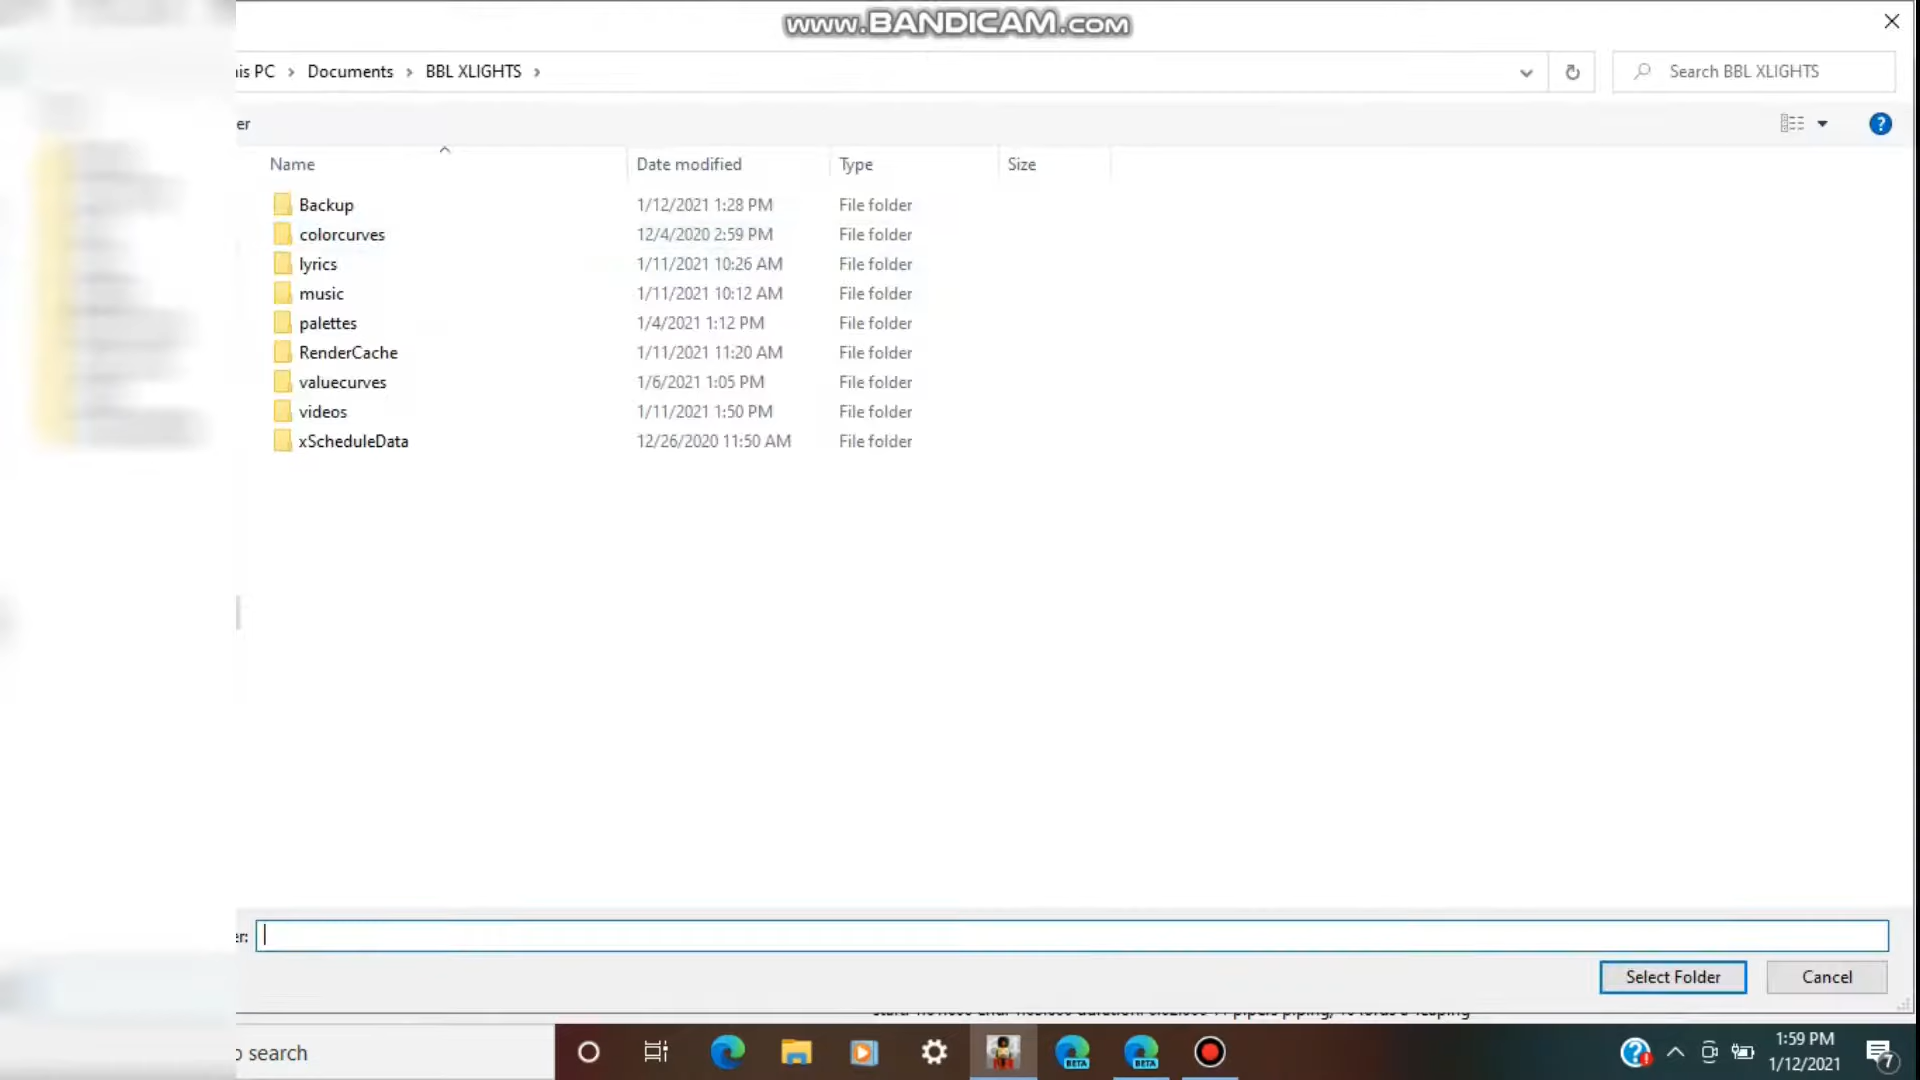 www.BANDICAM.com
is PC > Documents > BBL XLIGHTS >
Search BBL XLIGHTS
er
Name Date modified Type Size
Backup 1/12/2021 1:28 PM File folder
colorcurves 12/4/2020 2:59 PM File folder
lyrics 1/11/2021 10:26 AM File folder
music 1/11/2021 10:12 AM File folder
palettes 1/4/2021 1:12 PM File folder
RenderCache 1/11/2021 11:20 AM File folder
valuecurves 1/6/2021 1:05 PM File folder
videos 1/11/2021 1:50 PM File folder
xScheduleData 12/26/2020 11:50 AM File folder
er:
Select Folder Cancel
search
BETA BETA
1:59 PM
1/12/2021
7